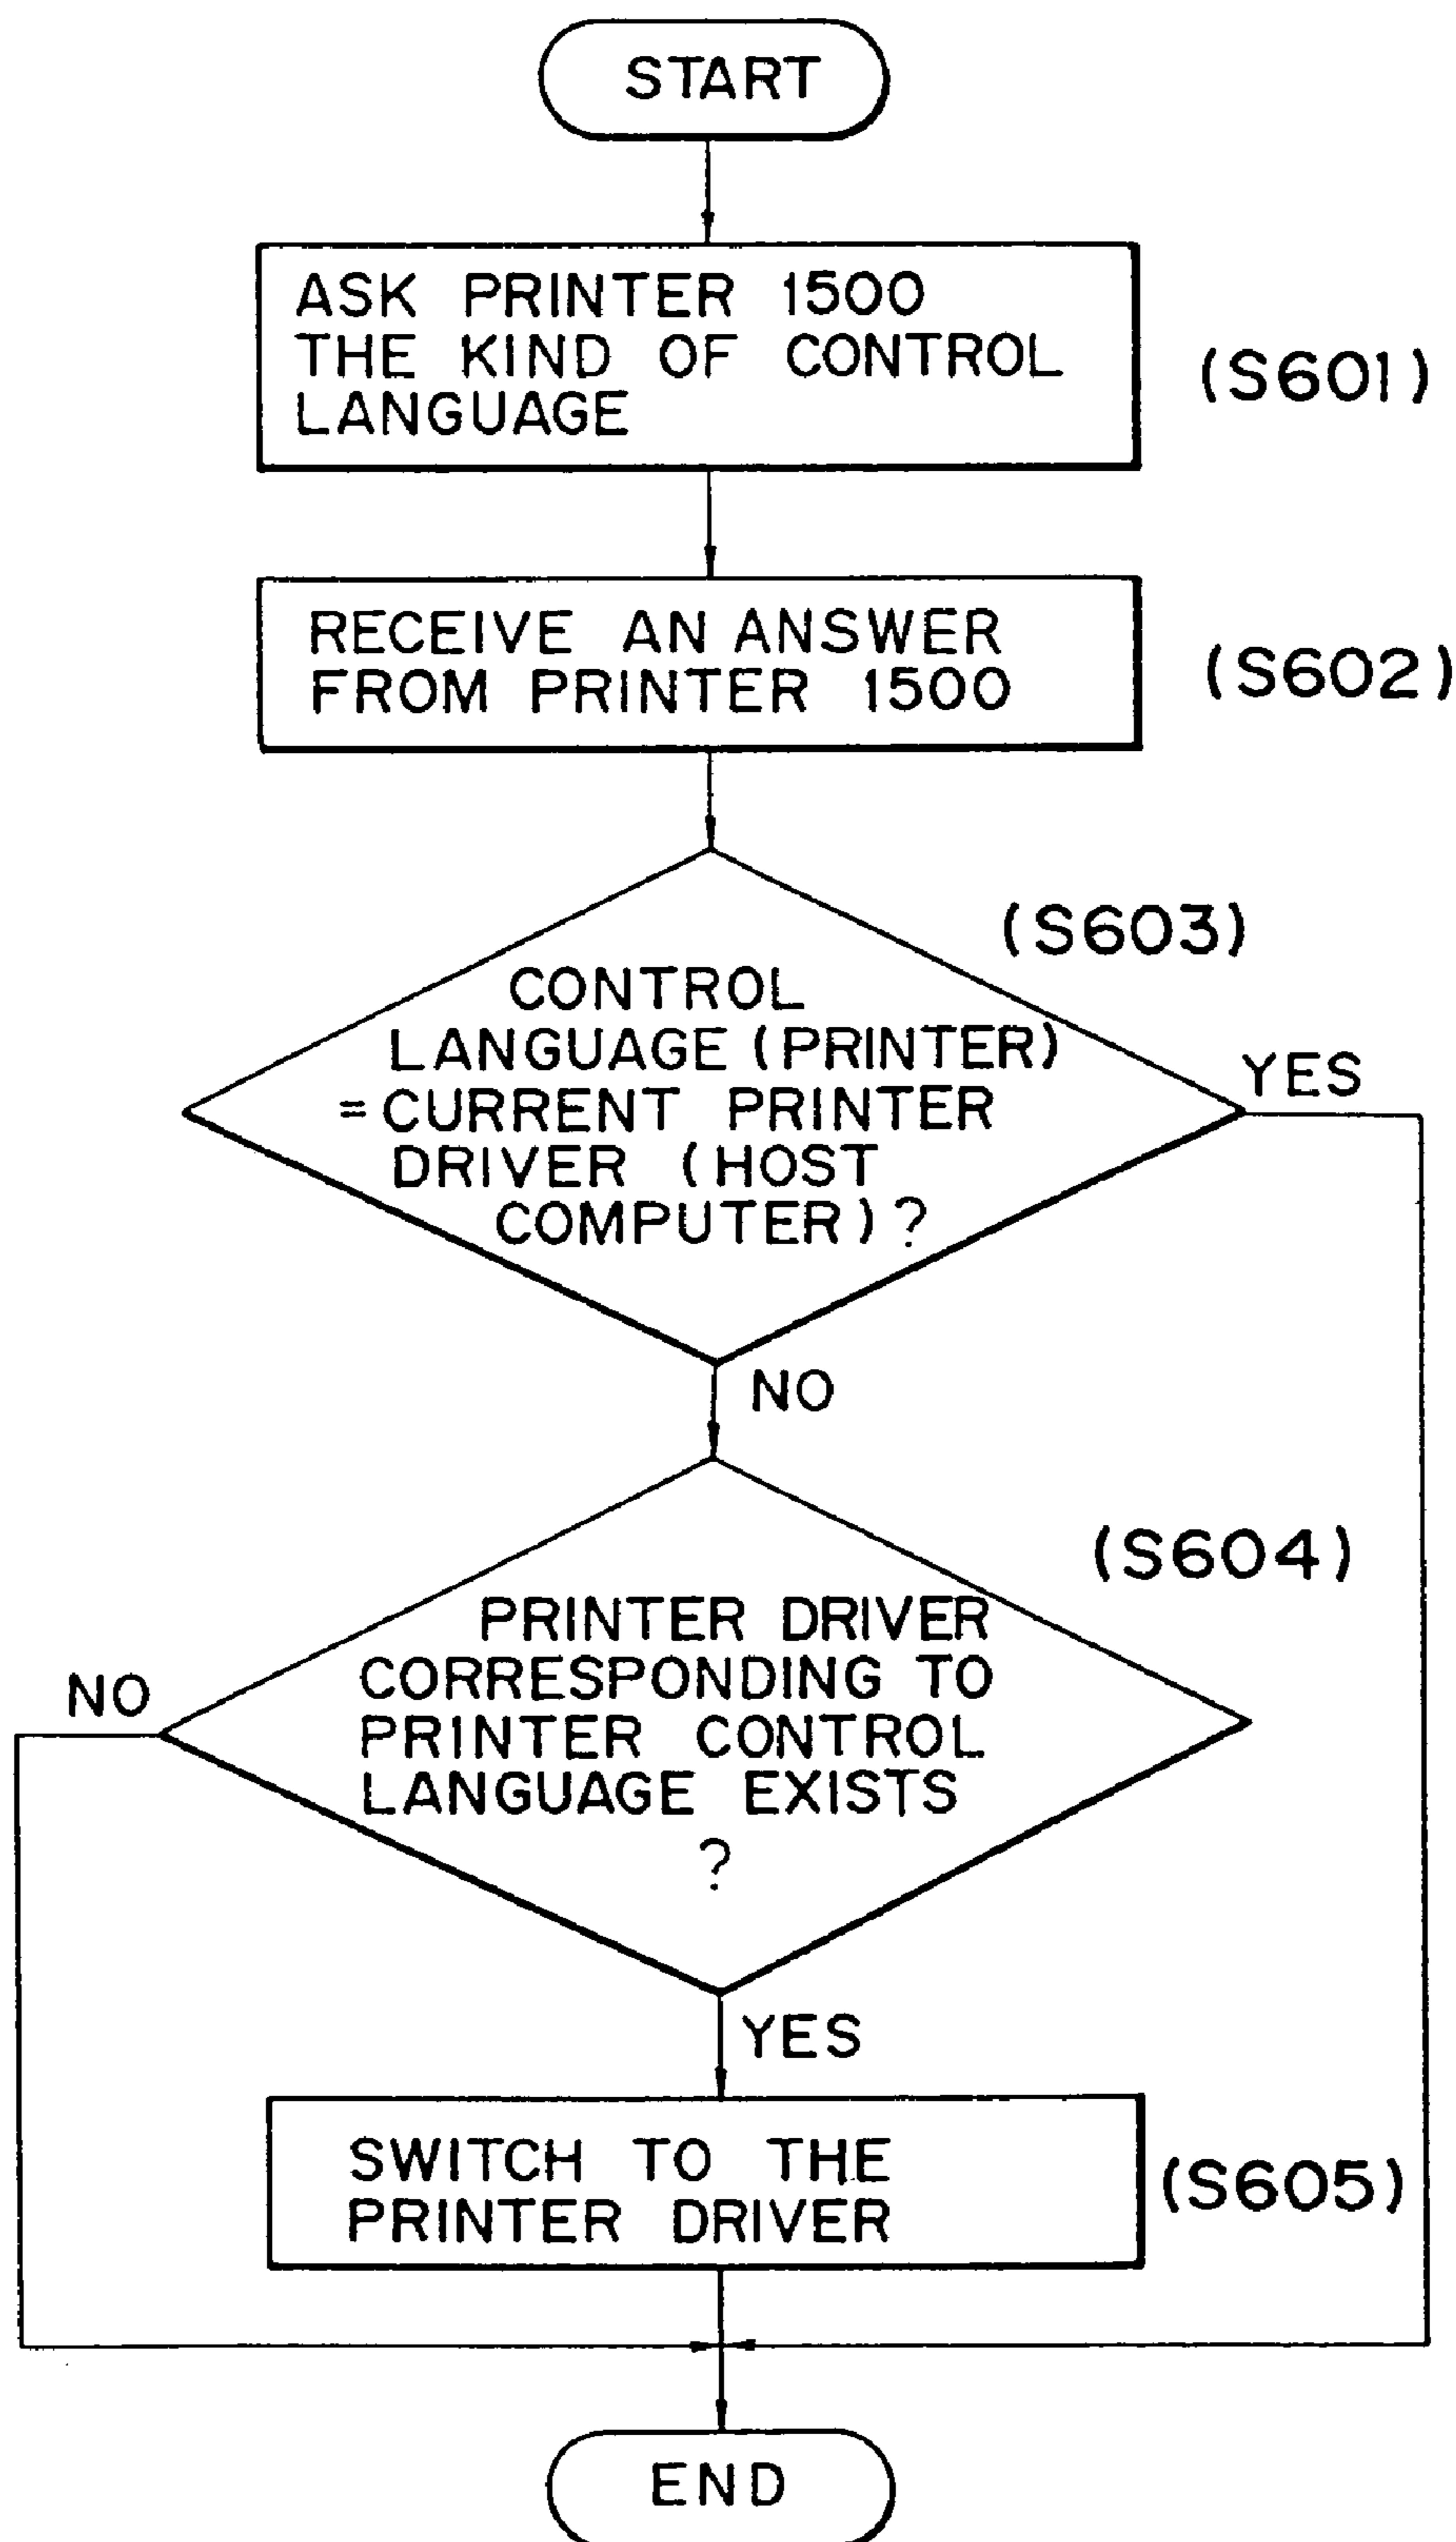 START
ASK PRINTER 1500
THE KIND OF CONTROL
LANGUAGE
(S601)
RECEIVE AN ANSWER
FROM PRINTER 1500
(S602)
(S603)
CONTROL
LANGUAGE (PRINTER)
= CURRENT PRINTER
DRIVER (HOST
COMPUTER) ?
YES
NO
(S604)
PRINTER DRIVER
CORRESPONDING TO
PRINTER CONTROL
LANGUAGE EXISTS
?
NO
YES
SWITCH TO THE
PRINTER DRIVER
(S605)
END